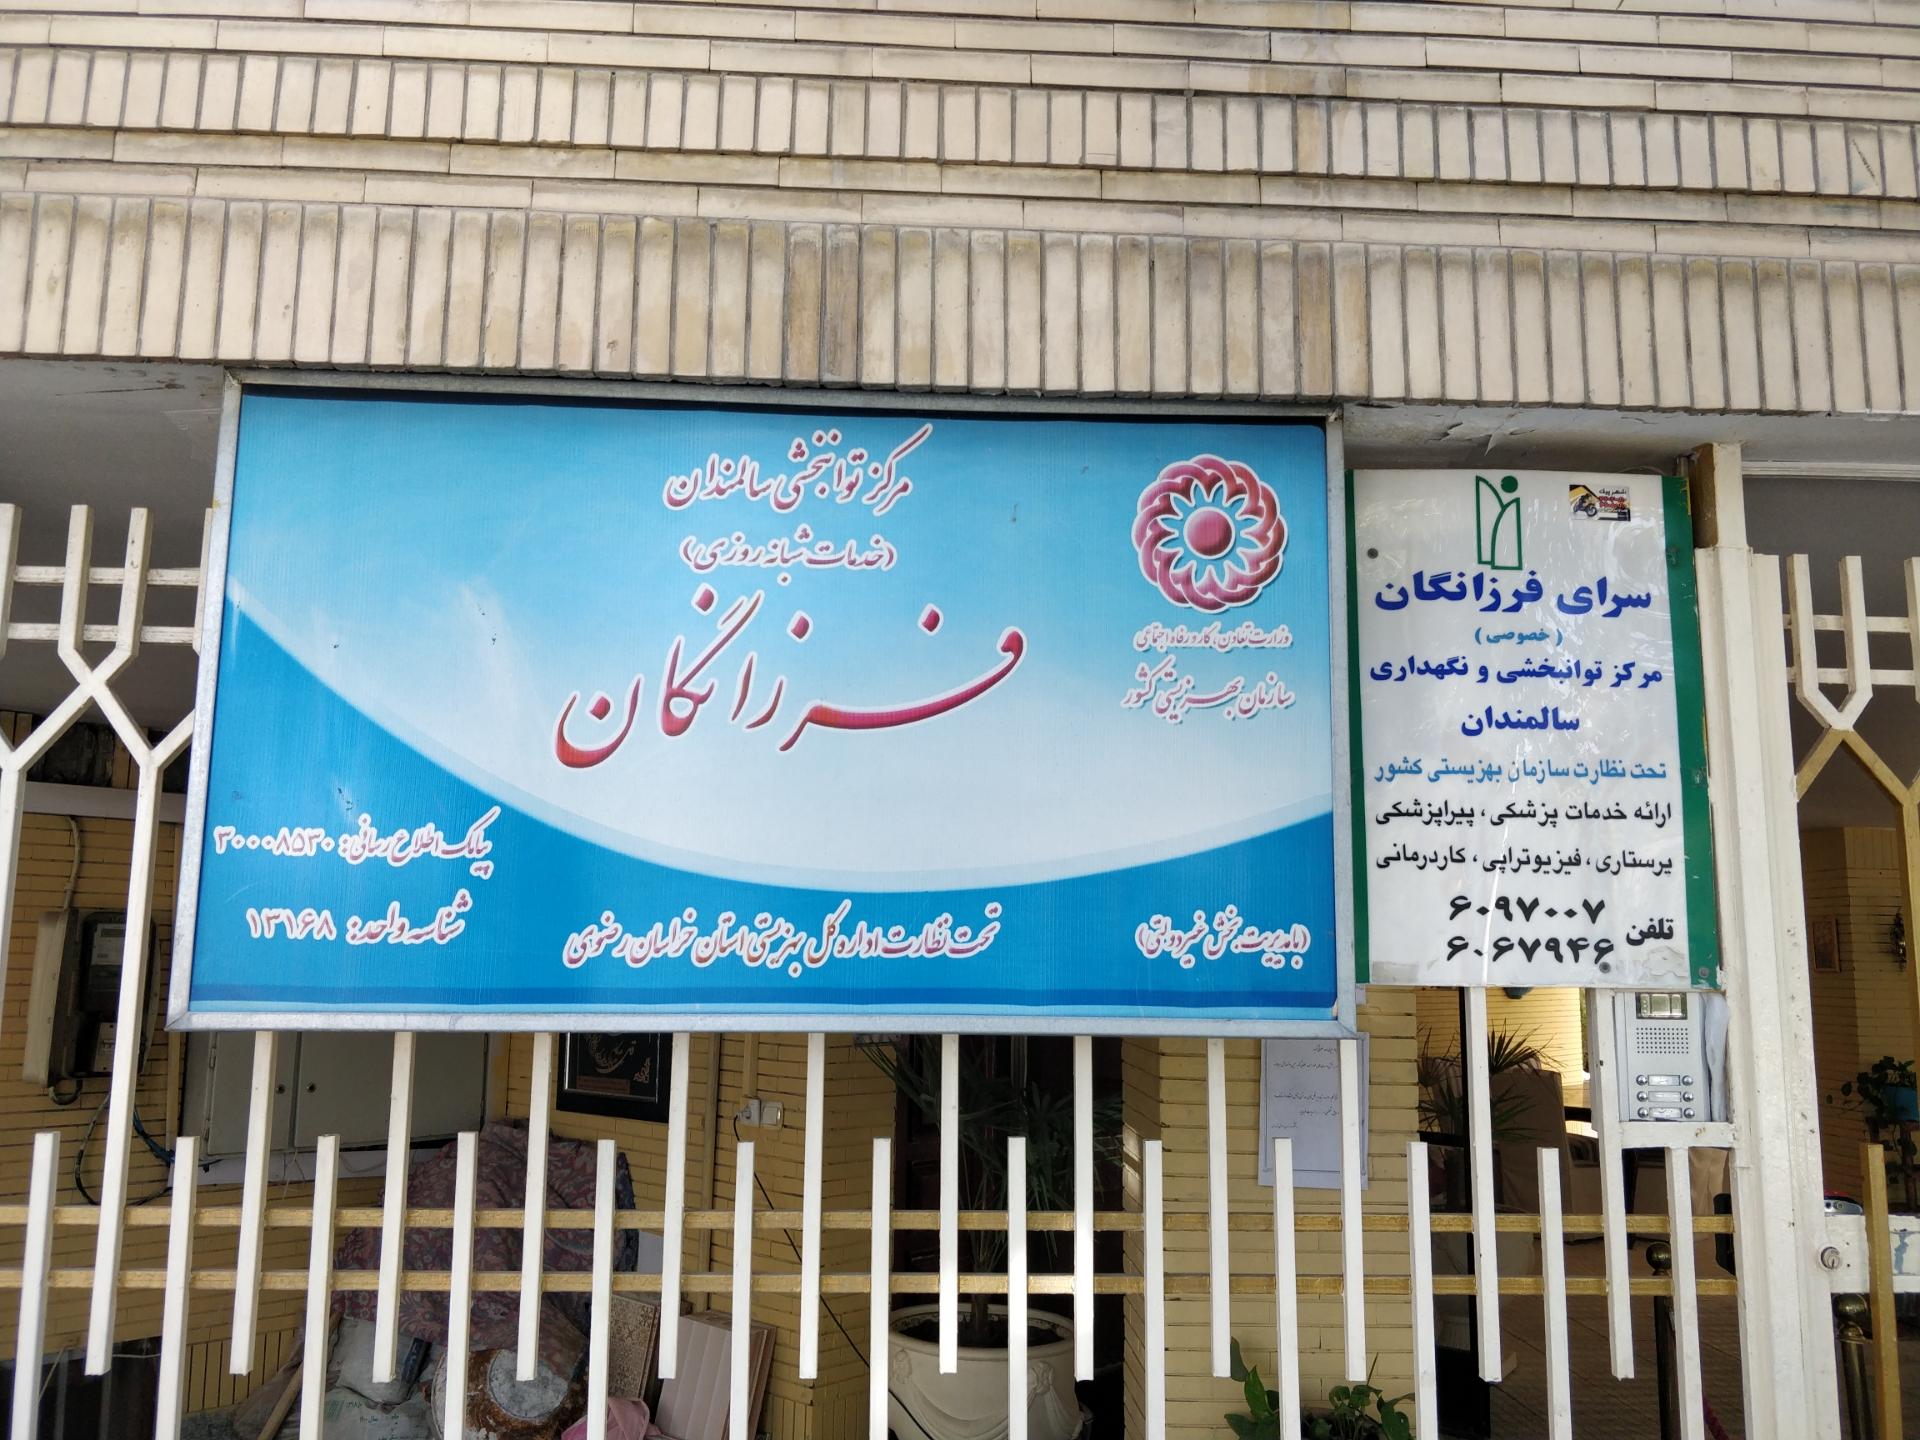 مرکز توانبخشی سالمندان
(خدمات شبانه روزی)
فرزانگان
وزارت تعاون، کار و رفاه اجتماعی
سازمان بهزیستی کشور
پیامک اطلاع رسانی: ۳۰۰۰۸۵۳۰
شناسه واحد: ۱۳۱۶۸
تحت نظارت اداره کل بهزیستی استان خراسان رضوی
(با مدیریت بخش غیردولتی)
سرای فرزانگان
(خصوصی)
مرکز توانبخشی و نگهداری
سالمندان
تحت نظارت سازمان بهزیستی کشور
ارائه خدمات پزشکی، پیراپزشکی
پرستاری، فیزیوتراپی، کاردرمانی
تلفن ۶۰۹۷۰۰۷
۶۰۶۷۹۴۶